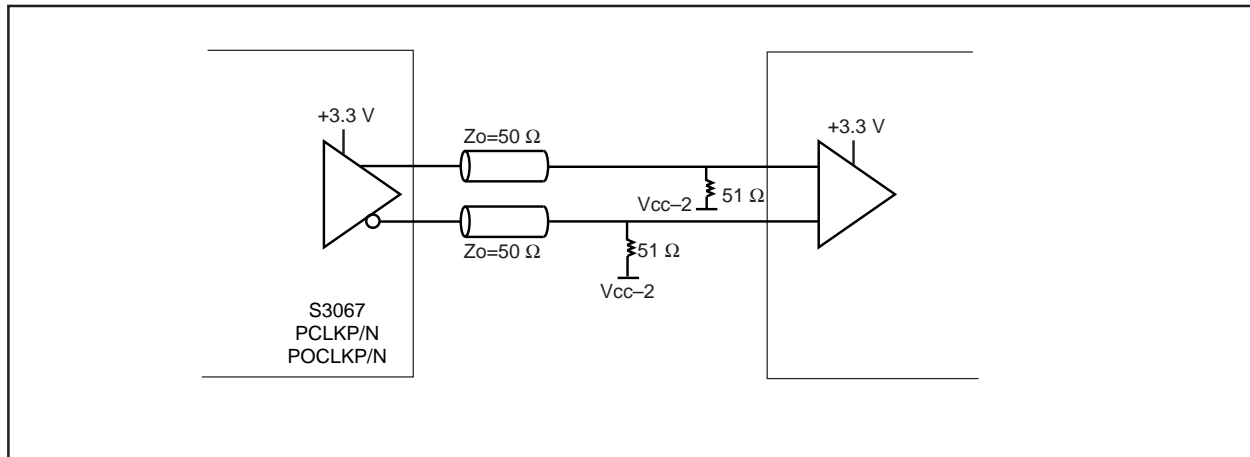 +3.3 V
Zo=50 Ω
+3.3 V
51 Ω
Vcc–2
Zo=50 Ω
51 Ω
Vcc–2
S3067
PCLKP/N
POCLKP/N